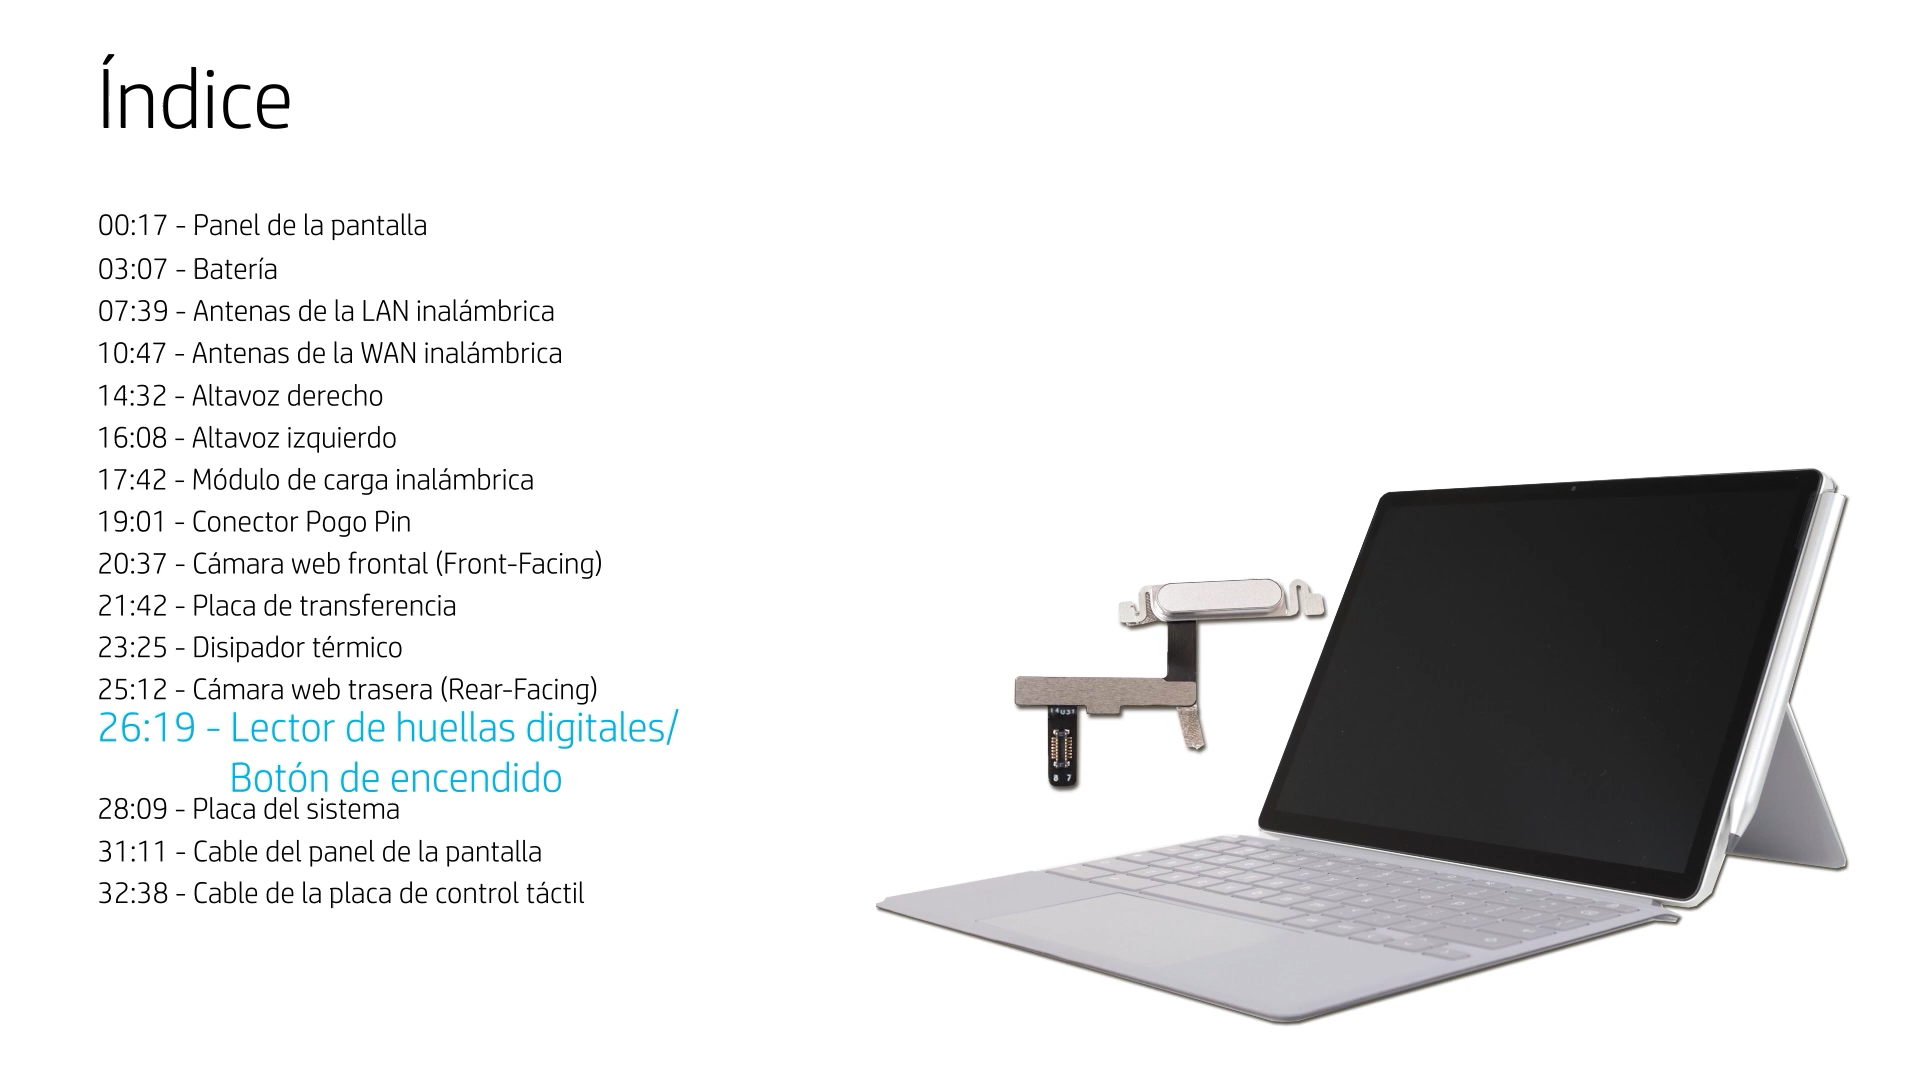 Índice
00:17 - Panel de la pantalla
03:07 - Batería
07:39 - Antenas de la LAN inalámbrica
10:47 - Antenas de la WAN inalámbrica
14:32 - Altavoz derecho
16:08 - Altavoz izquierdo
17:42 - Módulo de carga inalámbrica
19:01 - Conector Pogo Pin
20:37 - Cámara web frontal (Front-Facing)
21:42 - Placa de transferencia
23:25 - Disipador térmico
25:12 - Cámara web trasera (Rear-Facing)
26:19 - Lector de huellas digitales/
Botón de encendido
28:09 - Placa del sistema
31:11 - Cable del panel de la pantalla
32:38 - Cable de la placa de control táctil
8 7